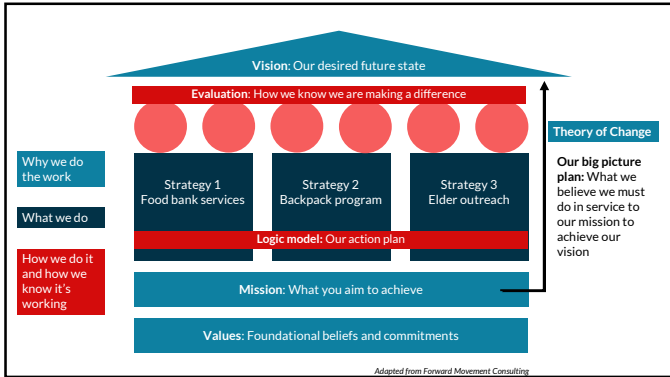 Vision: Our desired future state
Evaluation: How we know we are making a difference
Theory of Change
Our big picture
plan: What we
believe we must
do in service to
our mission to
achieve our
vision
Why we do
the work
What we do
How we do it
and how we
know it's
working
Strategy 1
Food bank services
Strategy 2
Backpack program
Strategy 3
Elder outreach
Logic model: Our action plan
Mission: What you aim to achieve
Values: Foundational beliefs and commitments
Adapted from Forward Movement Consulting